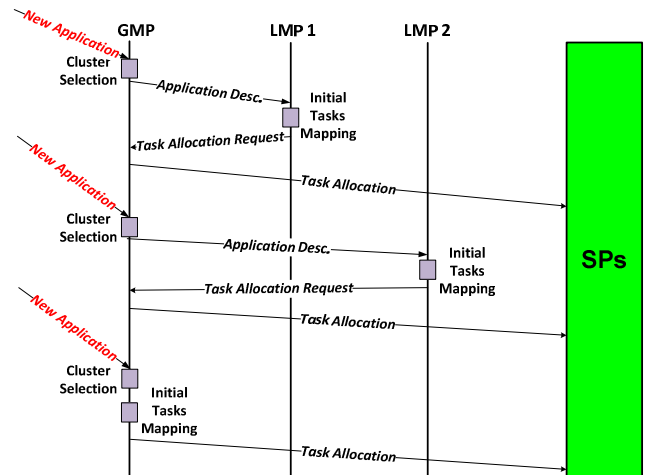 GMP
LMP 1
LMP 2
New Application
Cluster
Selection
Application Desc.
Initial
Tasks
Mapping
Task Allocation Request
Task Allocation
New Application
Cluster
Selection
Application Desc.
Initial
Tasks
Mapping
SPs
Task Allocation Request
Task Allocation
New Application
Cluster
Selection
Initial
Tasks
Mapping
Task Allocation